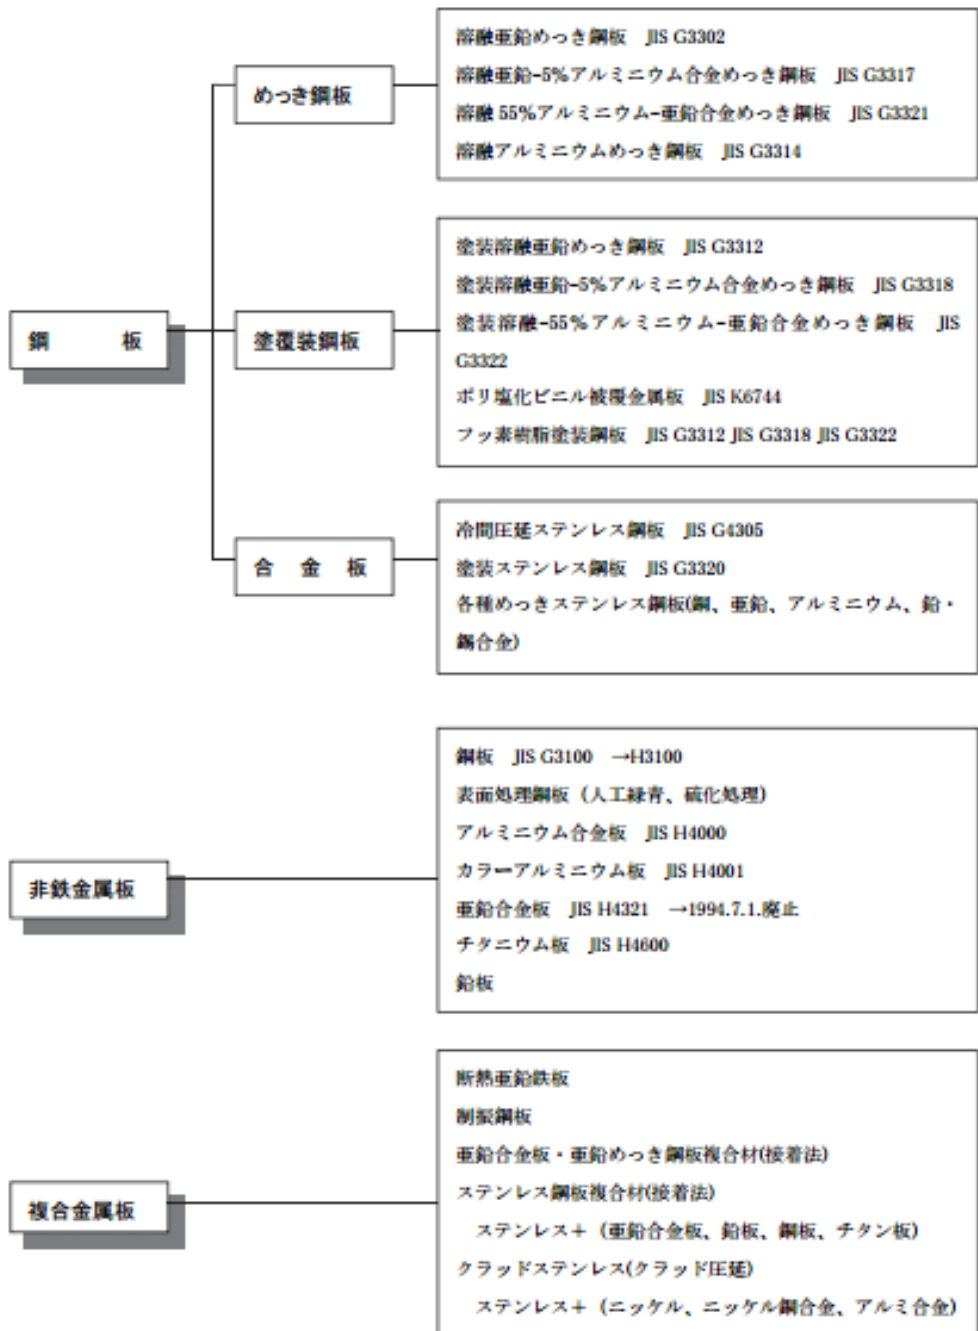 溶融亜鉛めっき鋼板 JIS G3302
溶融亜鉛-5%アルミニウム合金めっき鋼板 JIS G3317
めっき鋼板
溶融 55%アルミニウム-亜鉛合金めっき鋼板 JIS G3321
溶融アルミニウムめっき鋼板 JIS G3314
塗装溶融亜鉛めっき鋼板 JIS G3312
塗装溶融亜鉛-5%アルミニウム合金めっき鋼板 JIS G3318
鋼 板
塗覆装鋼板
塗装溶融-55%アルミニウム-亜鉛合金めっき鋼板 JIS
G3322
ポリ塩化ビニル被覆金属板 JIS K6744
フッ素樹脂塗装鋼板 JIS G3312 JIS G3318 JIS G3322
合 金 板
冷間圧延ステンレス鋼板 JIS G4305
塗装ステンレス鋼板 JIS G3320
各種めっきステンレス鋼板(銅、亜鉛、アルミニウム、鉛・
錫合金)
銅板 JIS G3100 →H3100
表面処理銅板（人工緑青、硫化処理）
アルミニウム合金板 JIS H4000
カラーアルミニウム板 JIS H4001
非鉄金属板
亜鉛合金板 JIS H4321 →1994.7.1.廃止
チタニウム板 JIS H4600
鉛板
断熱亜鉛鉄板
制振鋼板
亜鉛合金板・亜鉛めっき鋼板複合材(接着法)
ステンレス鋼板複合材(接着法)
複合金属板
ステンレス＋（亜鉛合金板、鉛板、銅板、チタン板）
クラッドステンレス(クラッド圧延)
ステンレス＋（ニッケル、ニッケル銅合金、アルミ合金）